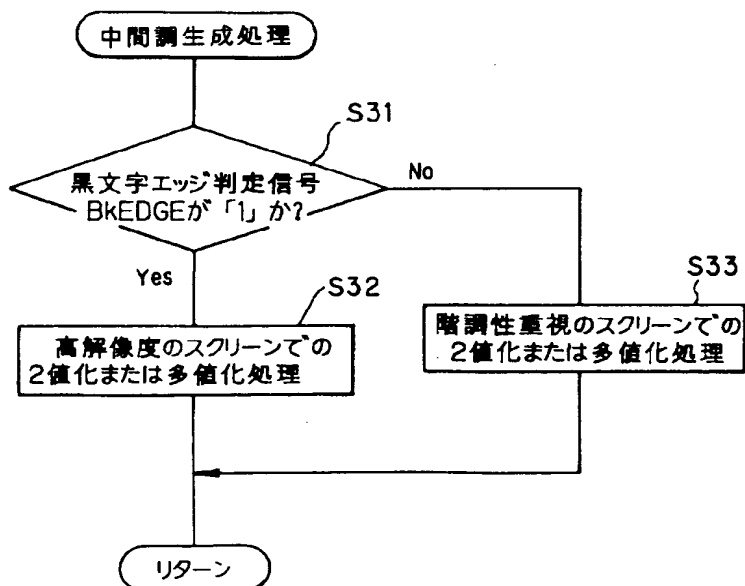 中間調生成処理
S31
黒文字エッジ判定信号
BkEDGEが「1」か?
No
Yes
S32
高解像度のスクリーンでの
2値化または多値化処理
S33
階調性重視のスクリーンでの
2値化または多値化処理
リターン